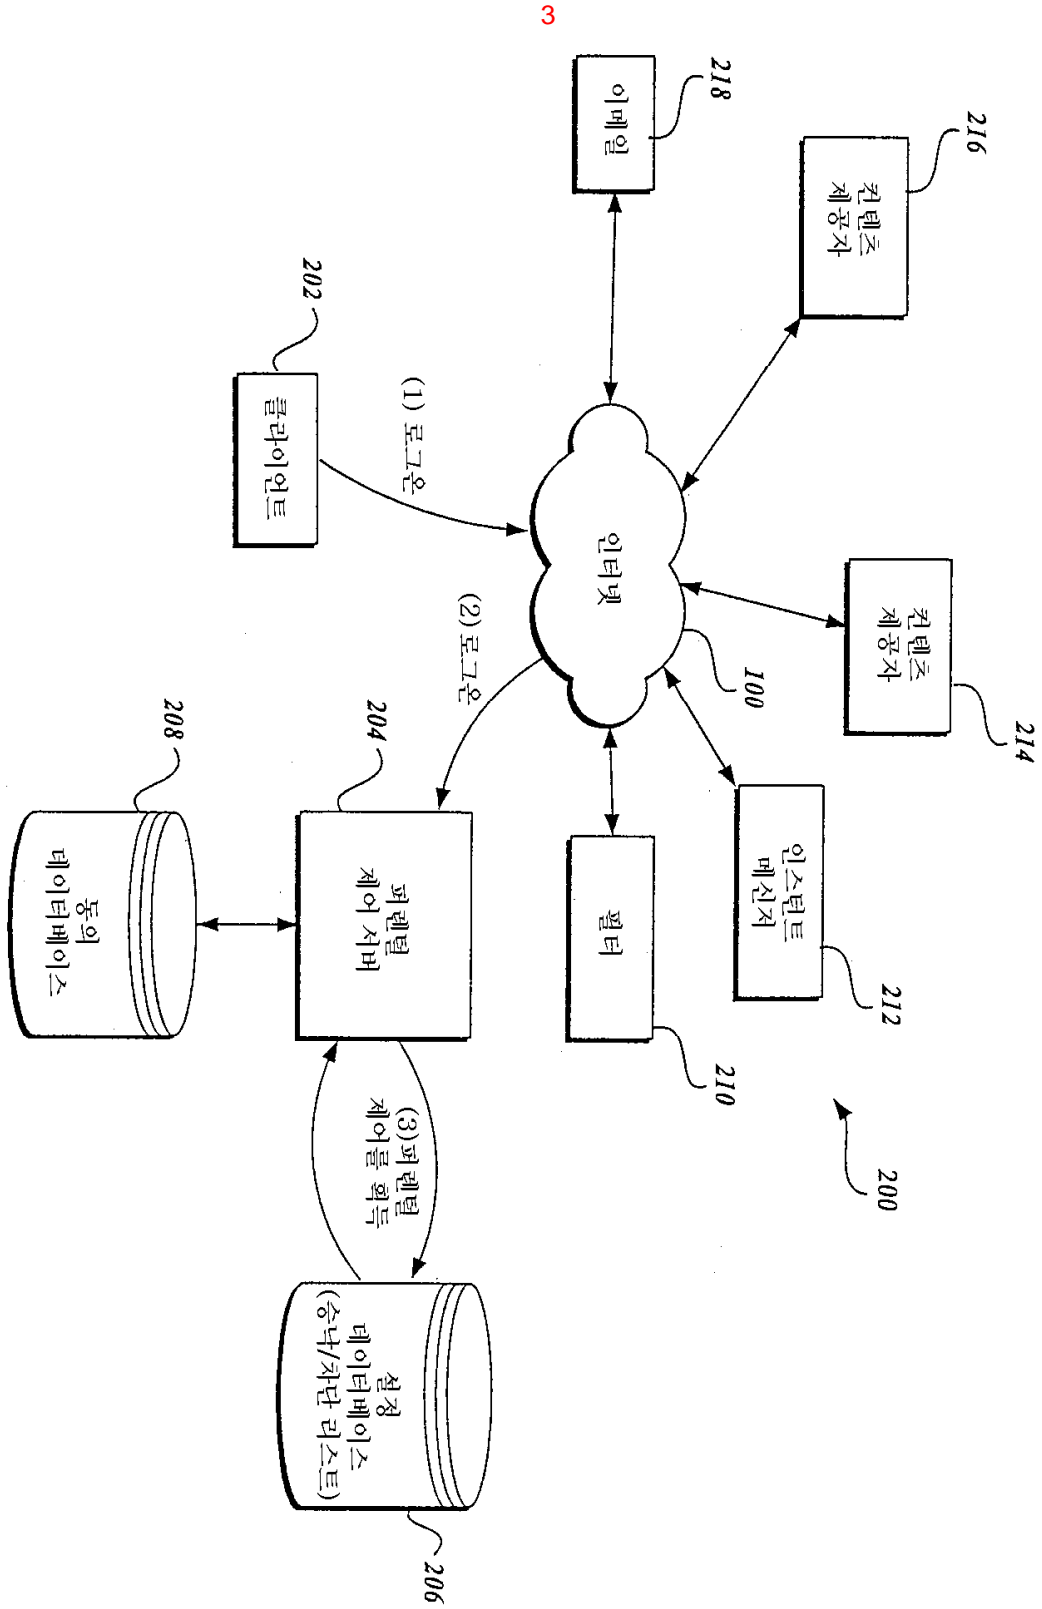 3
200
218
이메일
216
컨텐츠
제공자
컨텐츠
제공자
214
인스턴트
메신저
212
필터
210
인터넷
100
202
클라이언트
(1) 로그온
(2)로그온
204
퍼렌털
제어 서버
208
동의
데이터베이스
(3)퍼렌털
제어를 획득
설정
데이터베이스
(승낙/차단 리스트)
206